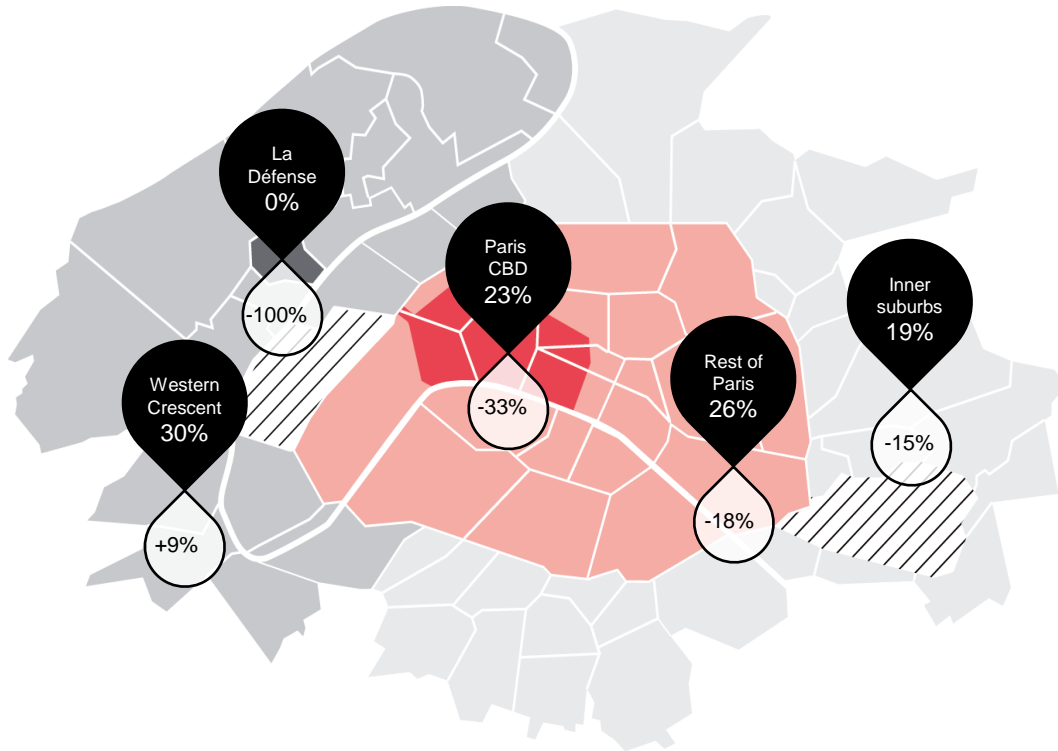 La
Défense
0%
-100%
Paris
CBD
23%
-33%
Inner
suburbs
19%
-15%
Western
Crescent
30%
+9%
Rest of
Paris
26%
-18%